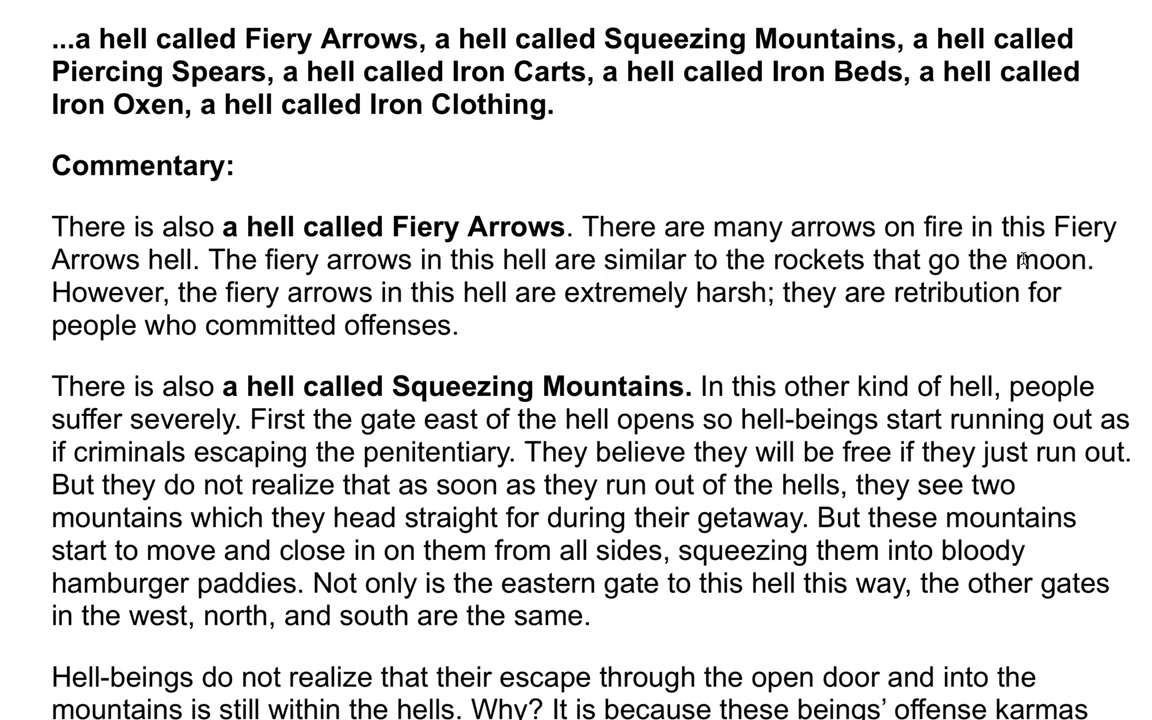 ...a hell called Fiery Arrows, a hell called Squeezing Mountains, a hell called
Piercing Spears, a hell called Iron Carts, a hell called Iron Beds, a hell called
Iron Oxen, a hell called Iron Clothing.
Commentary:
There is also a hell called Fiery Arrows. There are many arrows on fire in this Fiery
Arrows hell. The fiery arrows in this hell are similar to the rockets that go the moon.
However, the fiery arrows in this hell are extremely harsh; they are retribution for
people who committed offenses.
There is also a hell called Squeezing Mountains. In this other kind of hell, people
suffer severely. First the gate east of the hell opens so hell-beings start running out as
if criminals escaping the penitentiary. They believe they will be free if they just run out.
But they do not realize that as soon as they run out of the hells, they see two
mountains which they head straight for during their getaway. But these mountains
start to move and close in on them from all sides, squeezing them into bloody
hamburger paddies. Not only is the eastern gate to this hell this way, the other gates
in the west, north, and south are the same.
Hell-beings do not realize that their escape through the open door and into the
mountains is still within the hells. Why? It is because these beings’ offense karmas